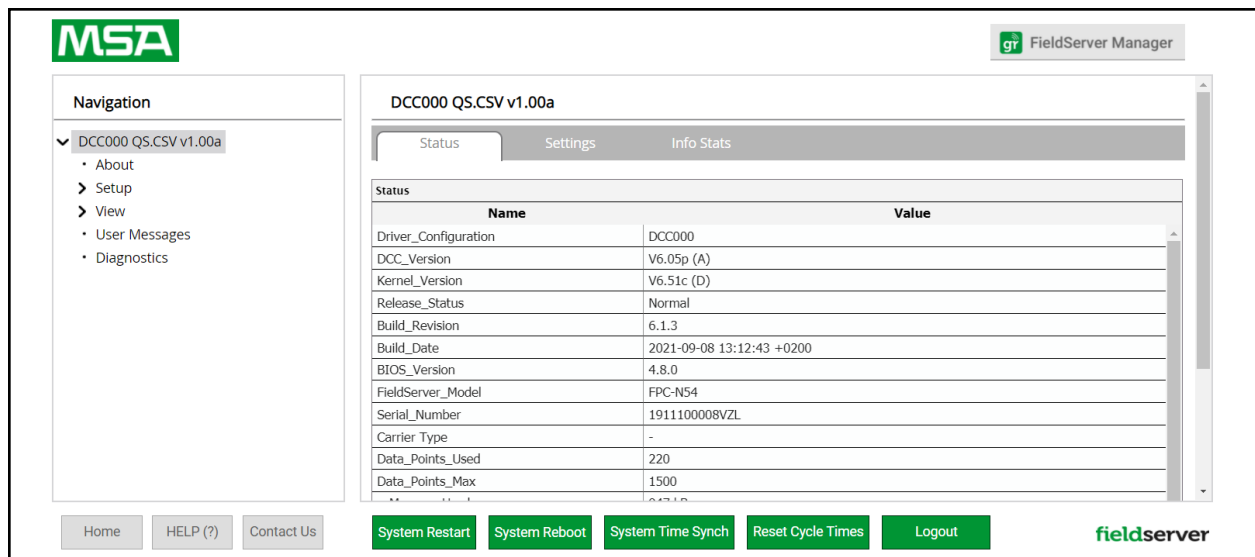 MSA
gr FieldServer Manager
Navigation
DCC000 QS.CSV v1.00a
About
Setup
View
User Messages
Diagnostics
DCC000 QS.CSV v1.00a
Status Settings Info Stats
Status
Name Value
Driver_Configuration DCC000
DCC_Version V6.05p (A)
Kernel_Version V6.51c (D)
Release_Status Normal
Build_Revision 6.1.3
Build_Date 2021-09-08 13:12:43 +0200
BIOS_Version 4.8.0
FieldServer_Model FPC-N54
Serial_Number 1911100008VZL
Carrier Type -
Data_Points_Used 220
Data_Points_Max 1500
Home HELP (?) Contact Us System Restart System Reboot System Time Synch Reset Cycle Times Logout fieldserver